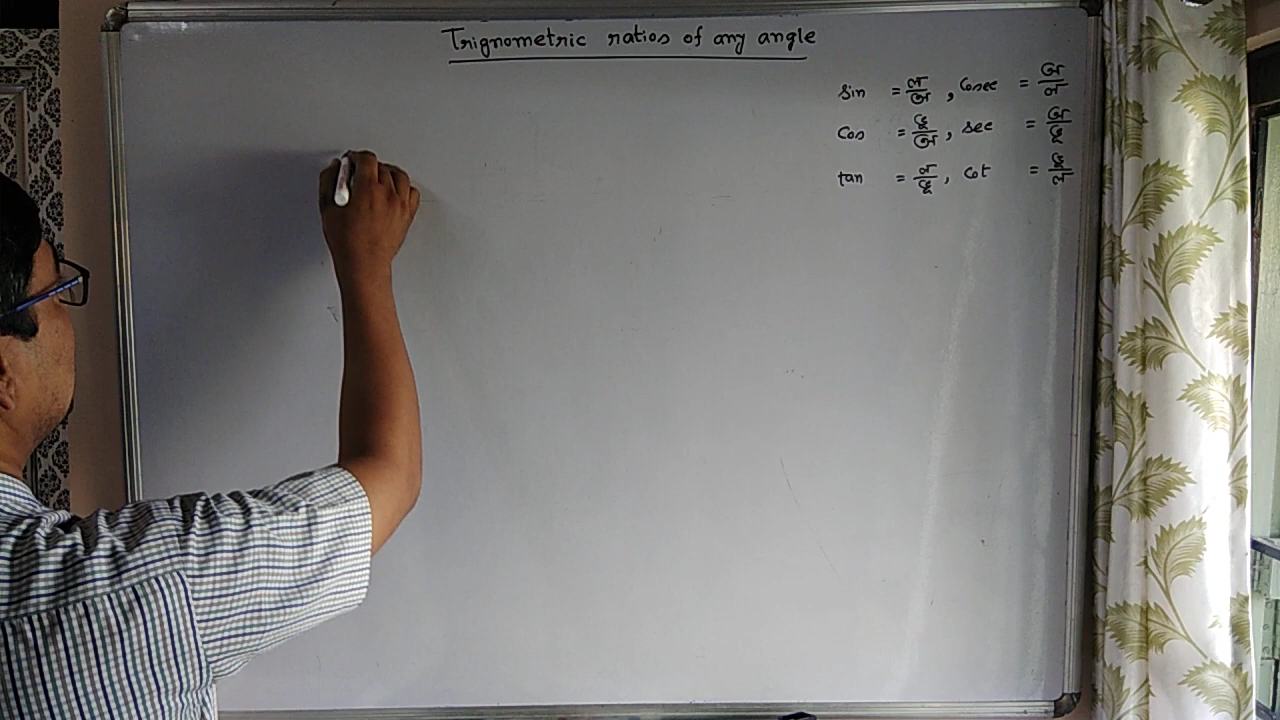 Trignometric ratios of any angle
sin = ल/अ , cosec = अ/ल
cos = भु/अ , sec = अ/भु
tan = ल/भु , cot = भु/ल